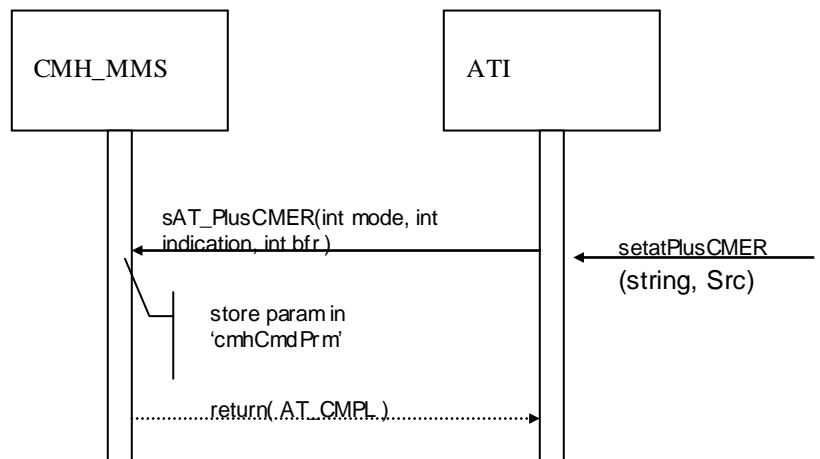 CMH_MMS
ATI
sAT_PlusCMER(int mode, int
indication, int bfr )
setatPlusCMER
(string, Src)
store param in
‘cmhCmdPrm’
return( AT_CMPL )